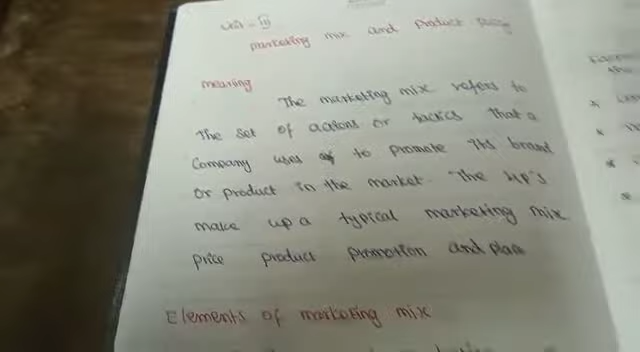 Unit - III
marketing mix and product
meaning
The marketing mix refers to
the set of actions or tactics that a
Company uses to promote its brand
or product in the market. The 4P's
make up a typical marketing mix
price product promotion and place
Elements of marketing mix